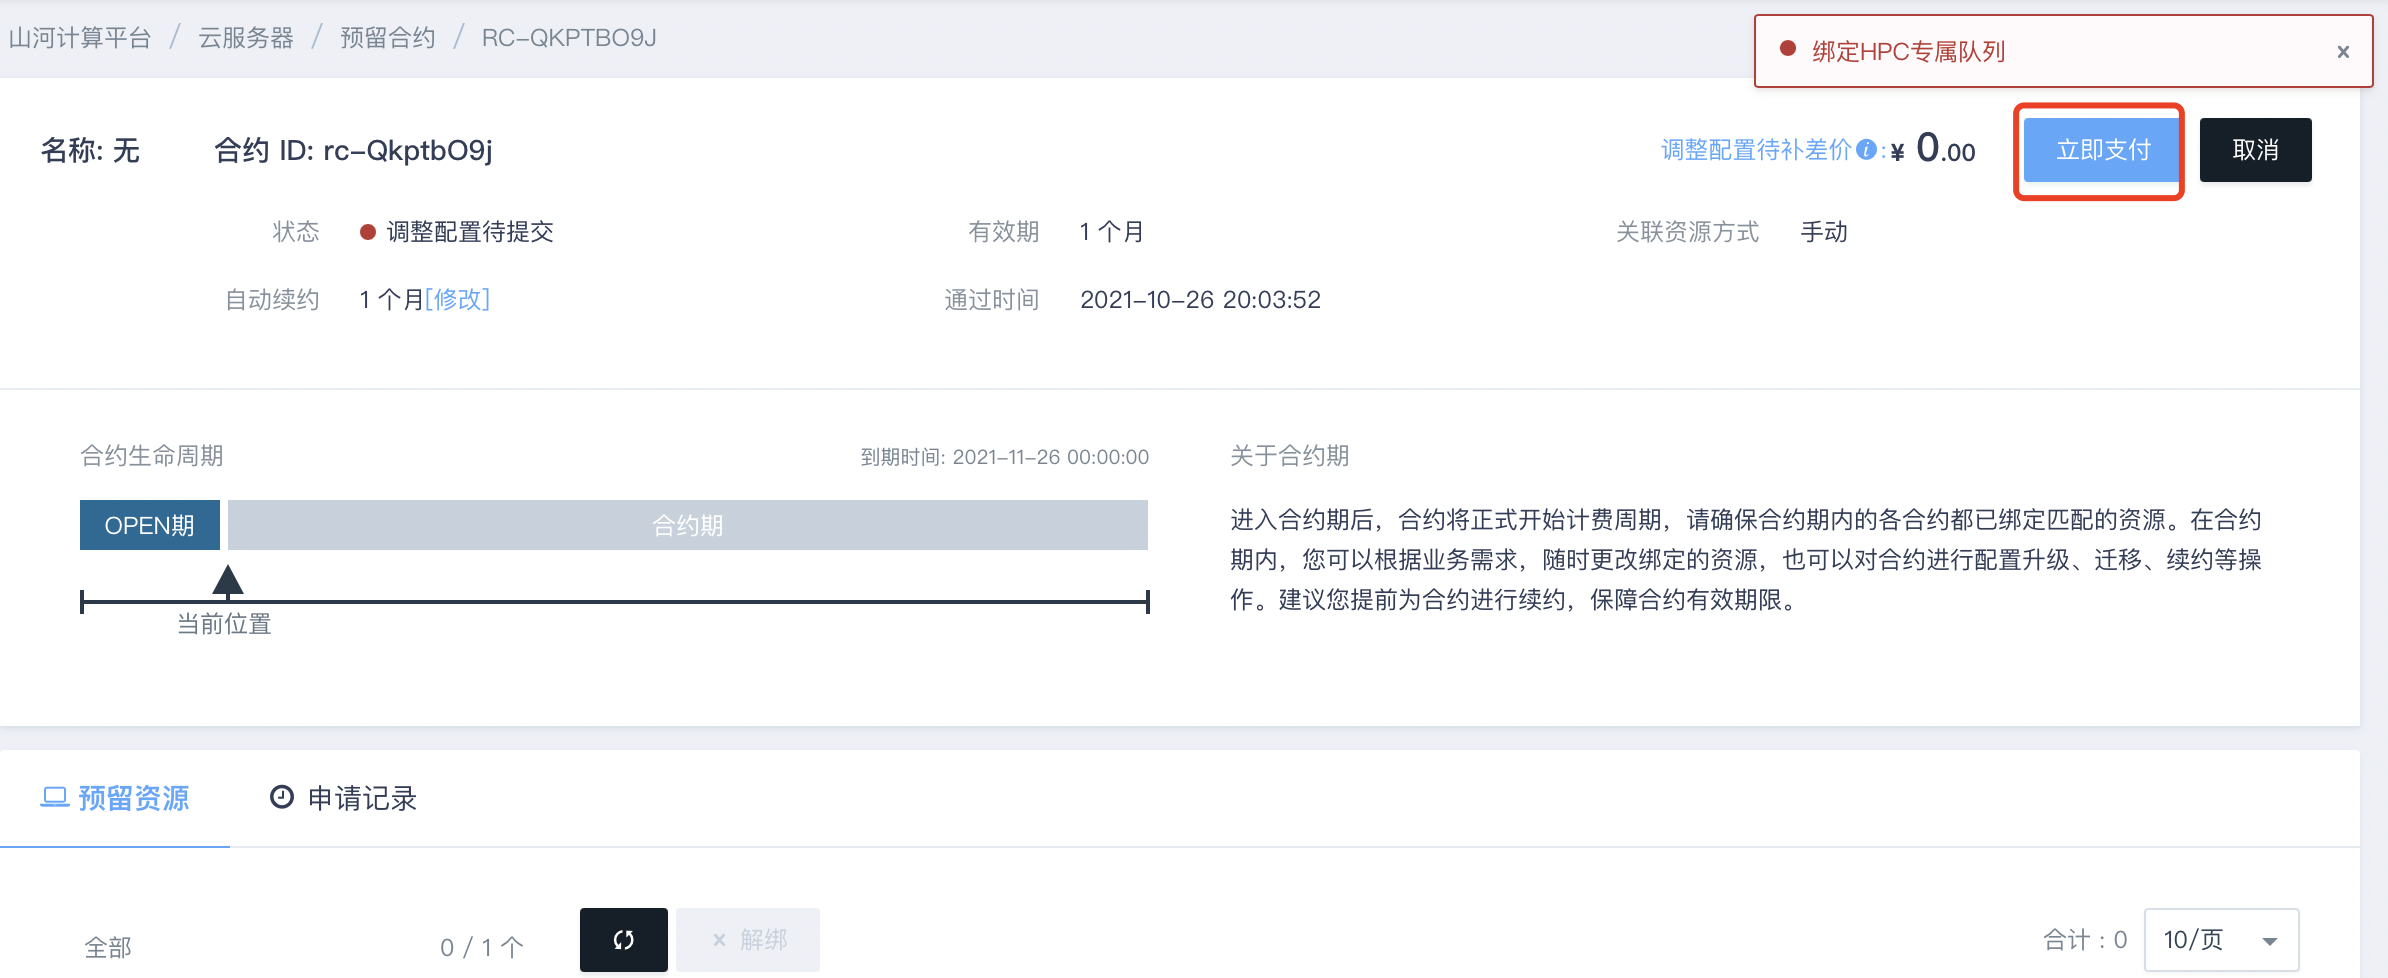 山河计算平台 / 云服务器 / 预留合约 / RC-QKPTBO9J
绑定HPC专属队列 ×
名称: 无 合约 ID: rc-QkptbO9j
调整配置待补差价 i : ¥ 0.00 立即支付 取消
状态 调整配置待提交 有效期 1 个月 关联资源方式 手动
自动续约 1 个月[修改] 通过时间 2021-10-26 20:03:52
合约生命周期 到期时间: 2021-11-26 00:00:00
OPEN期 合约期
当前位置
关于合约期
进入合约期后，合约将正式开始计费周期，请确保合约期内的各合约都已绑定匹配的资源。在合约
期内，您可以根据业务需求，随时更改绑定的资源，也可以对合约进行配置升级、迁移、续约等操
作。建议您提前为合约进行续约，保障合约有效期限。
预留资源 申请记录
全部 0 / 1 个 × 解绑 合计 : 0 10/页